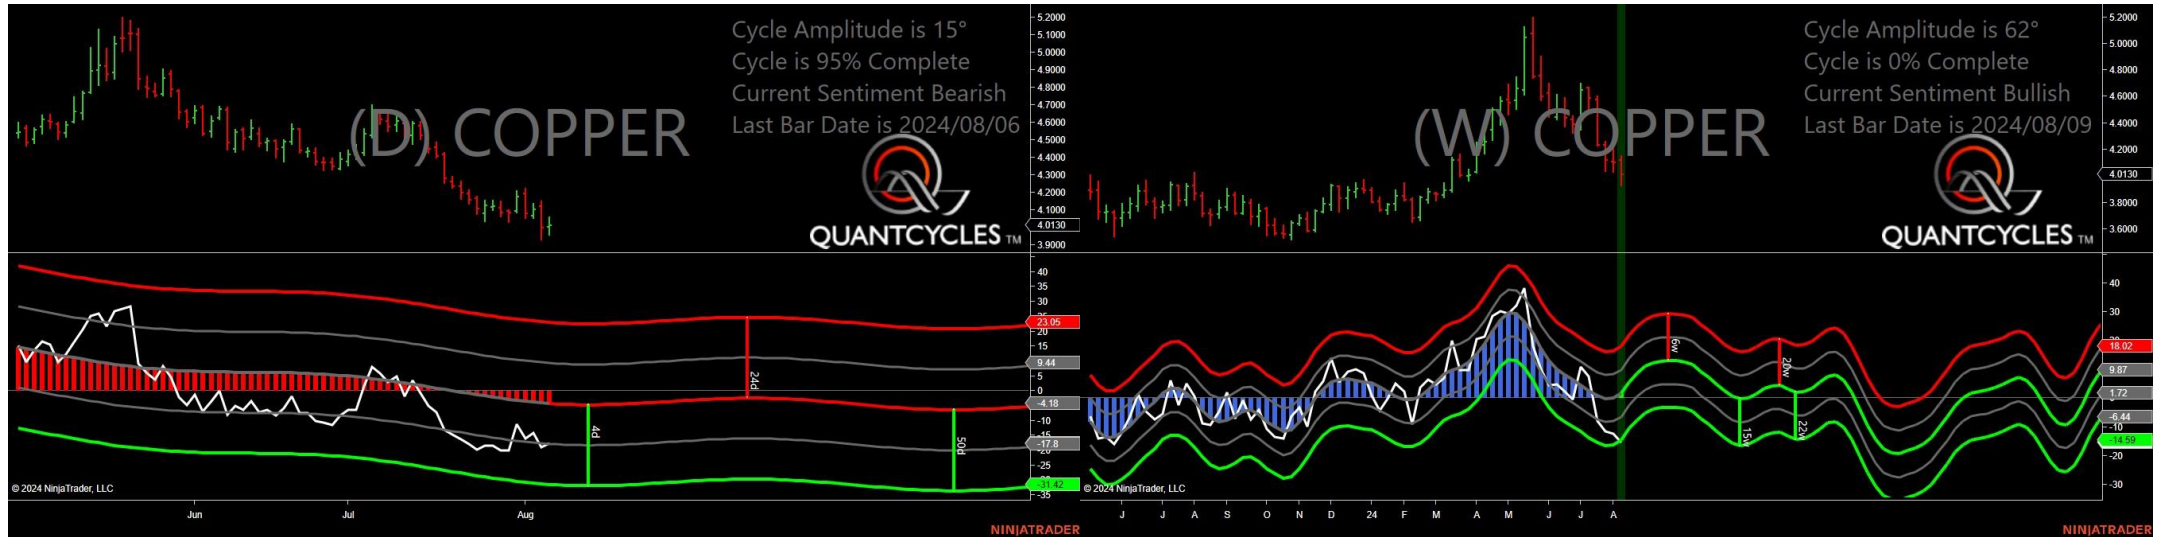 Cycle Amplitude is 15°
Cycle is 95% Complete
Current Sentiment Bearish
Last Bar Date is 2024/08/06
(D) COPPER
QUANTCYCLES TM
5.2000
5.1000
5.0000
4.9000
4.8000
4.7000
4.6000
4.5000
4.4000
4.3000
4.2000
4.1000
4.0130
3.9000
40
35
30
23.05
20
15
9.44
5
0
-4.18
-10
-15
-17.8
-20
-25
-31.42
-35
24d
4d
50d
© 2024 NinjaTrader, LLC
Jun
Jul
Aug
NINJATRADER
Cycle Amplitude is 62°
Cycle is 0% Complete
Current Sentiment Bullish
Last Bar Date is 2024/08/09
(W) COPPER
QUANTCYCLES TM
5.2000
5.0000
4.8000
4.6000
4.4000
4.2000
4.0130
3.8000
3.6000
40
30
18.02
9.87
1.72
-6.44
-10
-14.59
-20
-30
6w
20w
15w
22w
© 2024 NinjaTrader, LLC
J
J
A
S
O
N
D
24
F
M
A
M
J
J
A
NINJATRADER